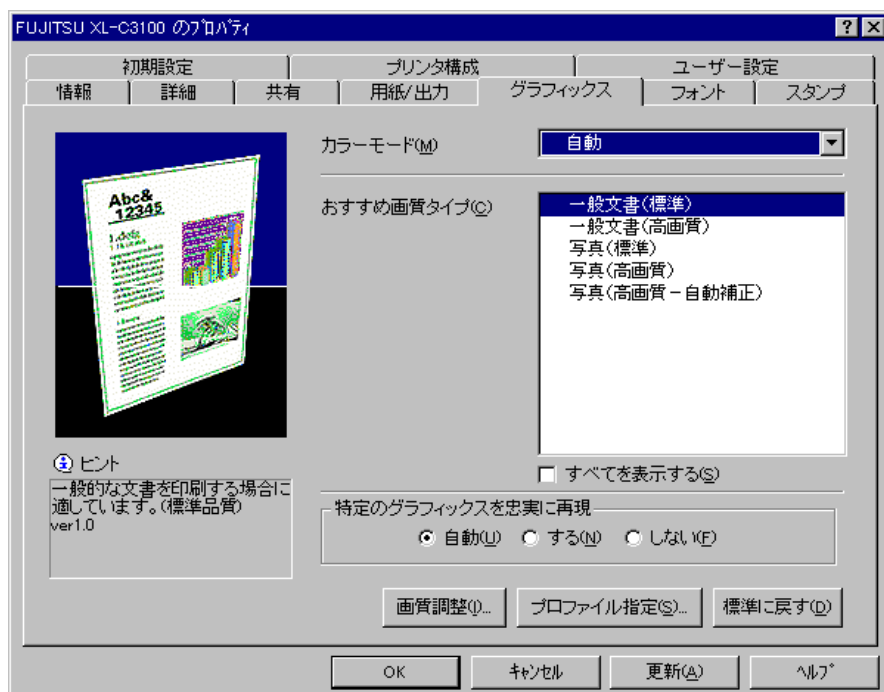 FUJITSU XL-C3100 のﾌﾟﾛﾊﾟﾃｨ
初期設定 プリンタ構成 ユーザー設定
情報 詳細 共有 用紙/出力 グラフィックス フォント スタンプ
カラーモード(M) 自動
Abc&
12345
おすすめ画質タイプ(C)
一般文書(標準)
一般文書(高画質)
写真(標準)
写真(高画質)
写真(高画質－自動補正)
ヒント
一般的な文書を印刷する場合に
適しています。(標準品質)
ver1.0
すべてを表示する(S)
特定のグラフィックスを忠実に再現
自動(U) する(N) しない(F)
画質調整(I)... プロファイル指定(S)... 標準に戻す(D)
OK ｷｬﾝｾﾙ 更新(A) ﾍﾙﾌﾟ